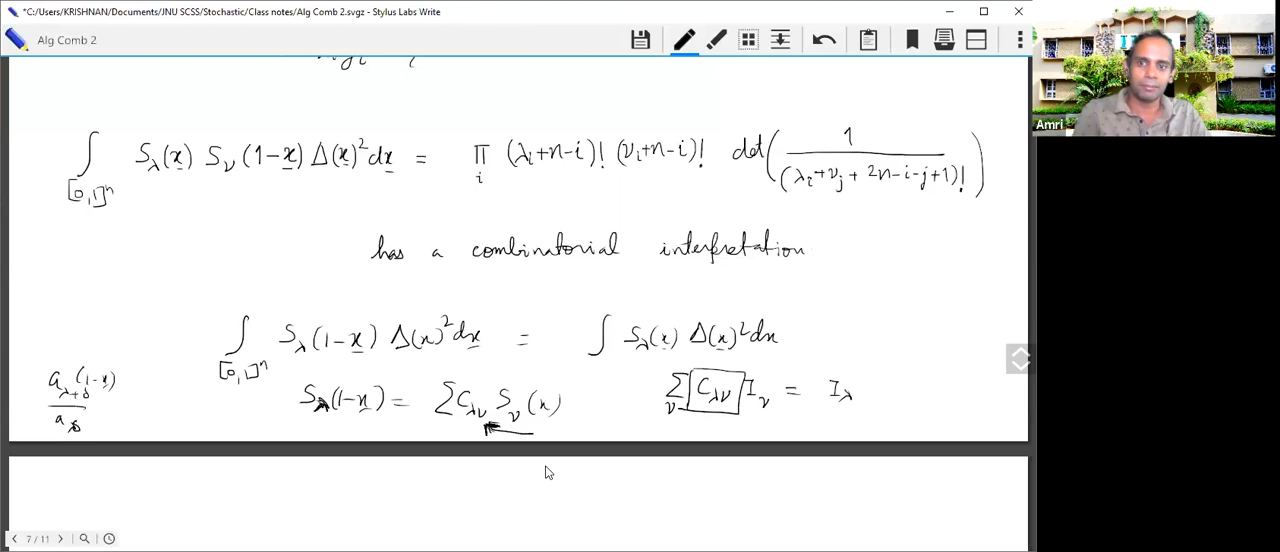 *C:/Users/KRISHNAN/Documents/JNU SCSS/Stochastic/Class notes/Alg Comb 2.svgz - Stylus Labs Write
Alg Comb 2
Amri
∫_{[0,1]^n} S_λ(x) S_ν(1-x) Δ(x)^2 dx = Π_i (λ_i+n-i)! (ν_i+n-i)! det(1/(λ_i+ν_j+2n-i-j+1)!)
has a combinatorial interpretation
∫_{[0,1]^n} S_λ(1-x) Δ(x)^2 dx = ∫ S_λ(x) Δ(x)^2 dx
a_{λ+δ}(1-x)/a_δ
S_λ(1-x) = Σ C_{λν} S_ν(x)
Σ_ν C_{λν} I_ν = I_λ
7 / 11